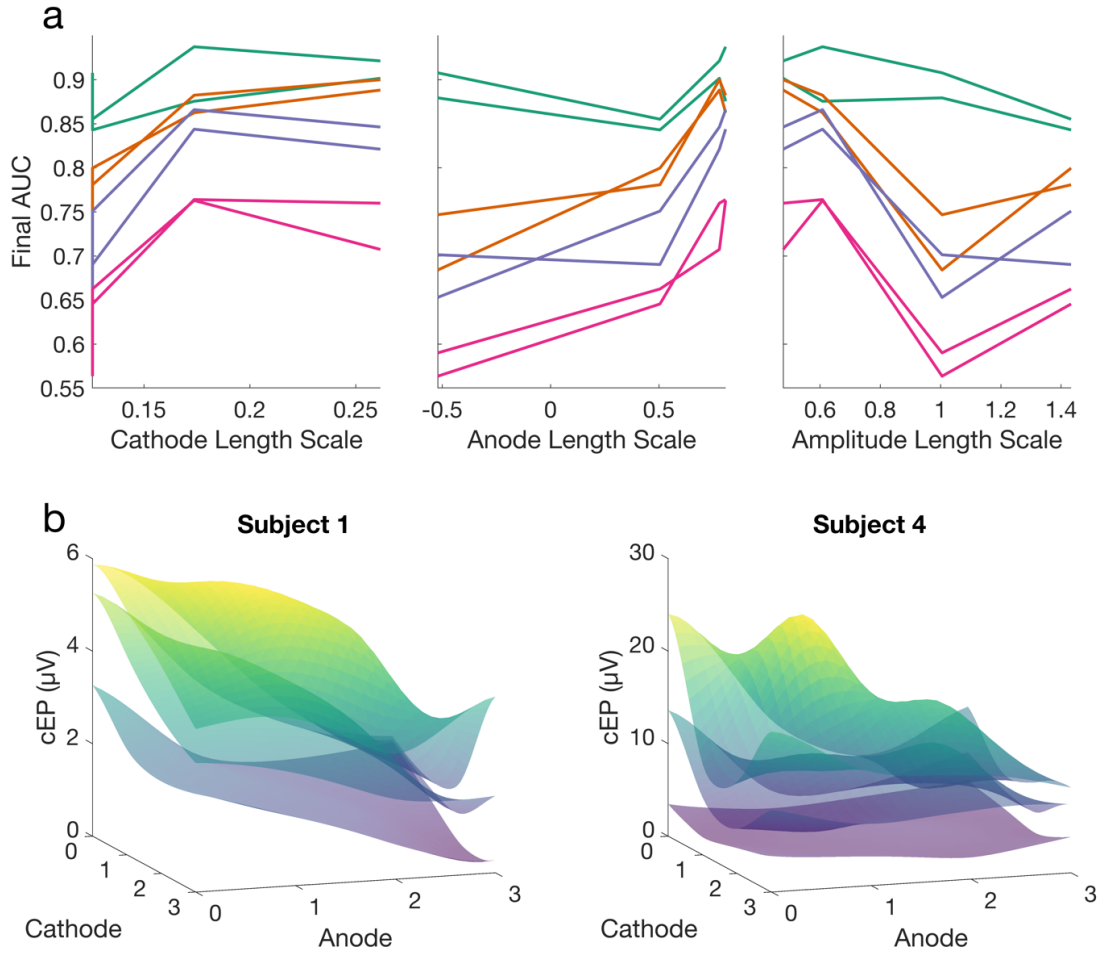 a
Final AUC
0.9
0.85
0.8
0.75
0.7
0.65
0.6
0.55
0.15 0.2 0.25
Cathode Length Scale
-0.5 0 0.5
Anode Length Scale
0.6 0.8 1 1.2 1.4
Amplitude Length Scale
b
Subject 1
cEP (μV)
6
4
2
0
0
1
2
3
Cathode
0
1
2
3
Anode
Subject 4
cEP (μV)
30
20
10
0
0
1
2
3
Cathode
0
1
2
3
Anode